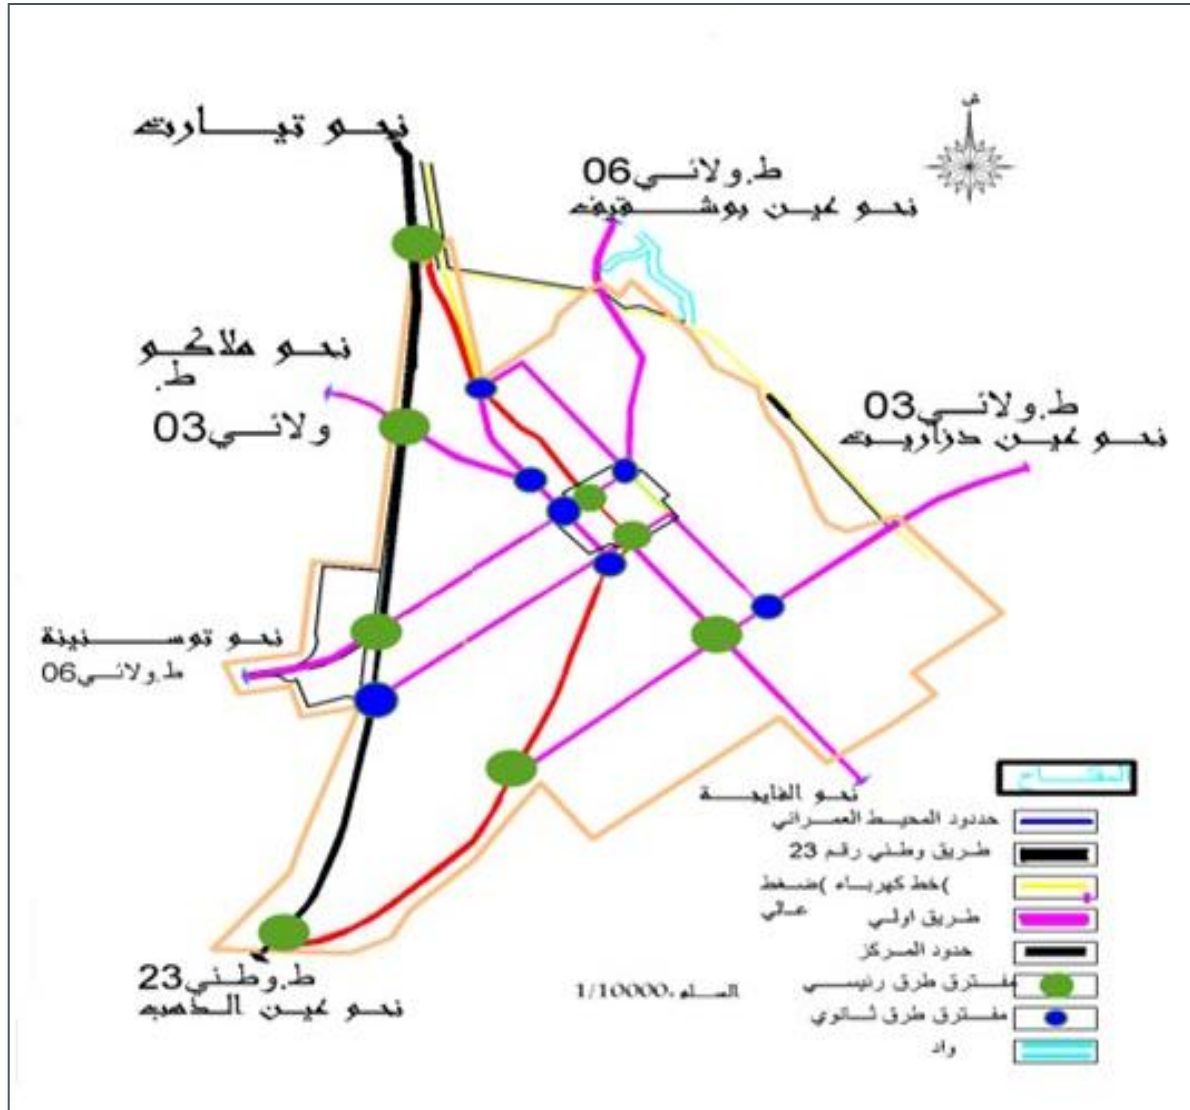 ش
نحو تيارت
ط.ولائي06
نحو عين بوشقيف
نحو ملاكو
ط.
ولائي03
ط.ولائي03
نحو عين دزاريت
نحو توسنينة
ط.ولائي06
نحو الفايجة
المفتاح
حددود المحيط العمراني
طريق وطني رقم 23
)خط كهرباء )ضغط
عالي
طريق اولي
حدود المركز
مفترق طرق رئيسي
مفترق طرق ثانوي
واد
السلم.1/10000
ط.وطني23
نحو عين الذهب